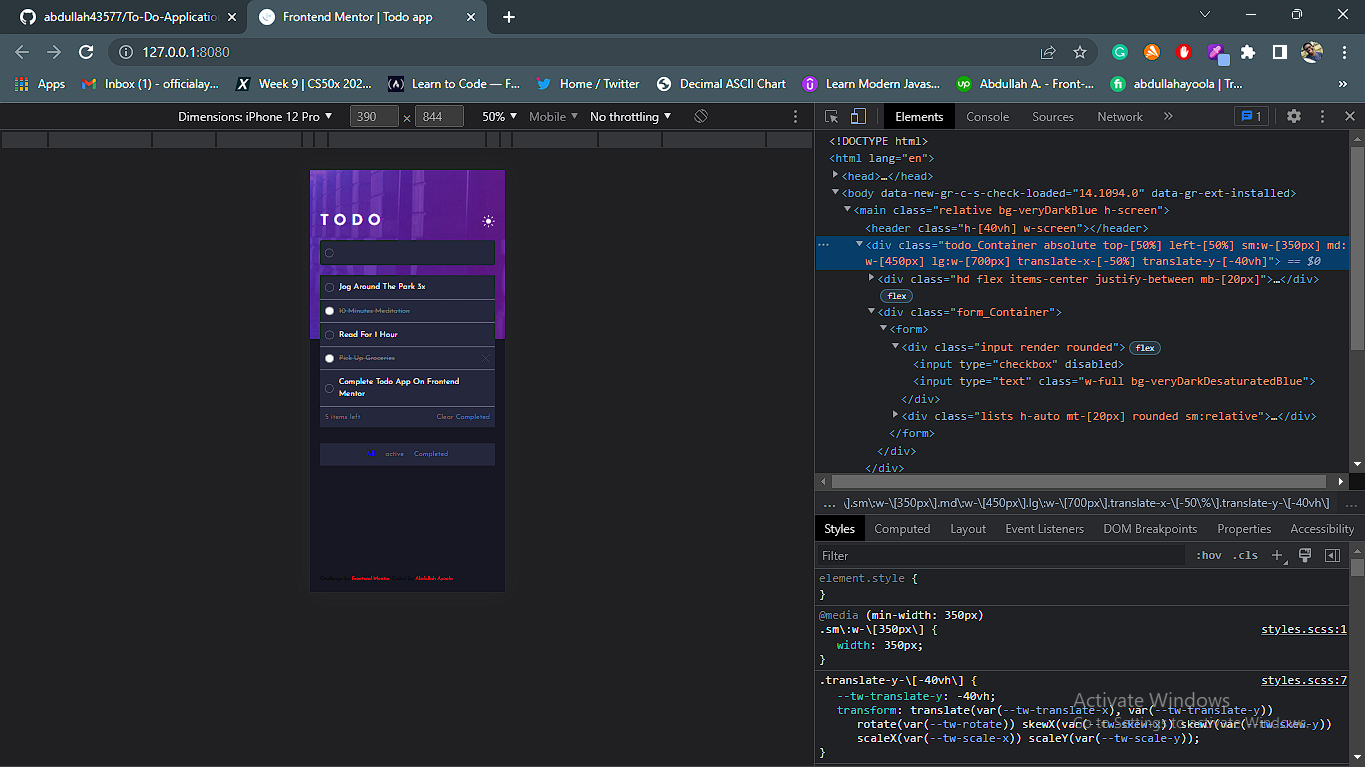 abdullah43577/To-Do-Applicatio
Frontend Mentor | Todo app
127.0.0.1:8080
Apps
Inbox (1) - officialay...
Week 9 | CS50x 202...
Learn to Code — F...
Home / Twitter
Decimal ASCII Chart
Learn Modern Javas...
Abdullah A. - Front-...
abdullahayoola | Tr...
»
Dimensions: iPhone 12 Pro ▼ 390 × 844 50% ▼ Mobile ▼ No throttling ▼
TODO
Jog Around The Park 3x
10 Minutes Meditation
Read For 1 Hour
Pick Up Groceries
Complete Todo App On Frontend
Mentor
5 items left Clear Completed
active Completed
Frontend Mentor
Elements Console Sources Network » 1
<!DOCTYPE html>
<html lang="en">
<head>…</head>
<body data-new-gr-c-s-check-loaded="14.1094.0" data-gr-ext-installed>
<main class="relative bg-veryDarkBlue h-screen">
<header class="h-[40vh] w-screen"></header>
<div class="todo_Container absolute top-[50%] left-[50%] sm:w-[350px] md:
w-[450px] lg:w-[700px] translate-x-[-50%] translate-y-[-40vh]"> == $0
<div class="hd flex items-center justify-between mb-[20px]">…</div>
flex
<div class="form_Container">
<form>
<div class="input render rounded"> flex
<input type="checkbox" disabled>
<input type="text" class="w-full bg-veryDarkDesaturatedBlue">
</div>
<div class="lists h-auto mt-[20px] rounded sm:relative">…</div>
</form>
</div>
</div>
... \].sm\:w-\[350px\].md\:w-\[450px\].lg\:w-\[700px\].translate-x-\[-50\%\].translate-y-\[-40vh\] ...
Styles Computed Layout Event Listeners DOM Breakpoints Properties Accessibility
Filter :hov .cls +
element.style {
}
@media (min-width: 350px)
.sm\:w-\[350px\] { styles.scss:1
width: 350px;
}
.translate-y-\[-40vh\] { styles.scss:7
--tw-translate-y: -40vh;
transform: translate(var(--tw-translate-x), var(--tw-translate-y))
rotate(var(--tw-rotate)) skewX(var(--tw-skew-x)) skewY(var(--tw-skew-y))
scaleX(var(--tw-scale-x)) scaleY(var(--tw-scale-y));
}
Activate Windows
Go to Settings to activate Windows.